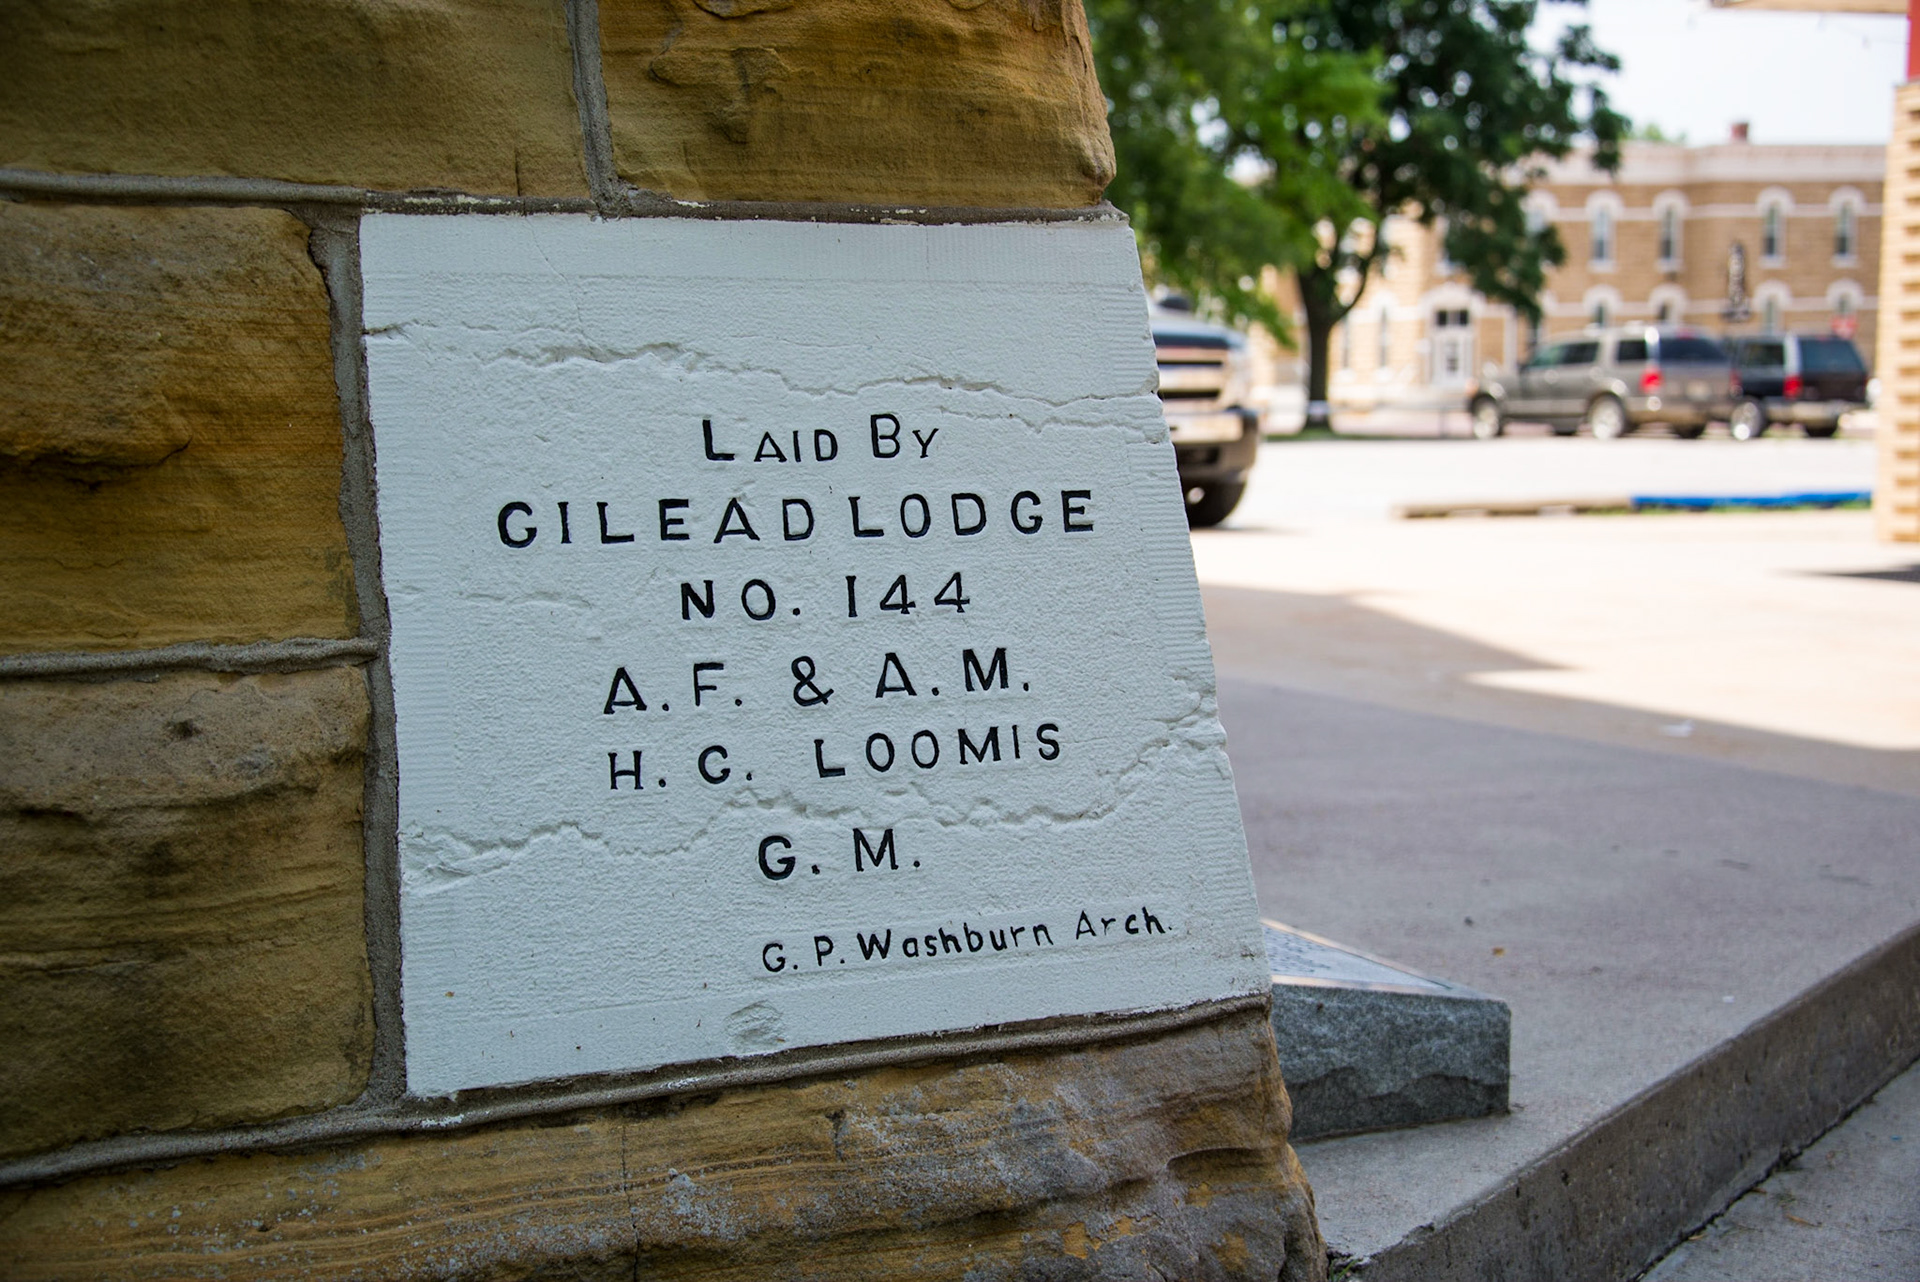 Laid By
GILEAD LODGE
NO. 144
A.F. & A.M.
H. C. LOOMIS
G. M.
G. P. Washburn Arch.